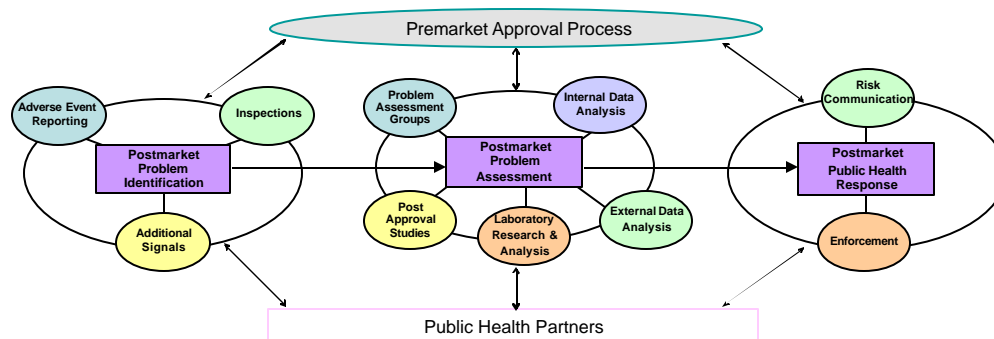 Premarket Approval Process
Adverse Event
Reporting
Inspections
Postmarket
Problem
Identification
Additional
Signals
Problem
Assessment
Groups
Internal Data
Analysis
Postmarket
Problem
Assessment
Post
Approval
Studies
Laboratory
Research &
Analysis
External Data
Analysis
Risk
Communication
Postmarket
Public Health
Response
Enforcement
Public Health Partners